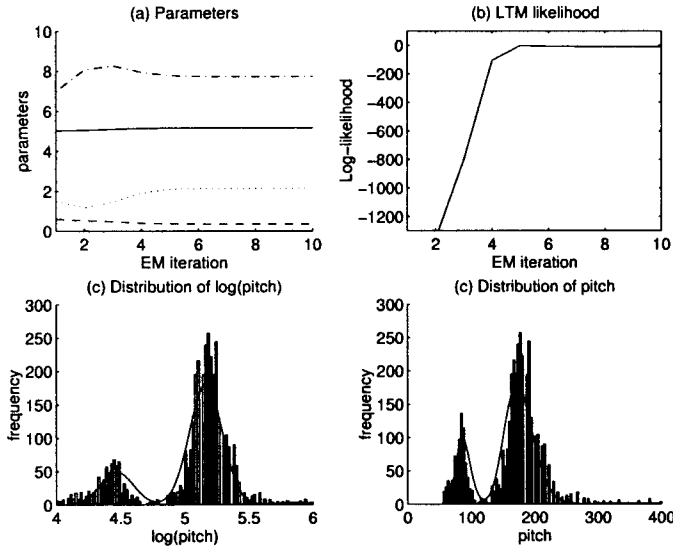 (a) Parameters
10
8
6
4
2
0
parameters
2 4 6 8 10
EM iteration
(b) LTM likelihood
0
−200
−400
−600
−800
−1000
−1200
Log−likelihood
2 4 6 8 10
EM iteration
(c) Distribution of log(pitch)
300
250
200
150
100
50
0
frequency
4 4.5 5 5.5 6
log(pitch)
(c) Distribution of pitch
300
250
200
150
100
50
0
frequency
0 100 200 300 400
pitch